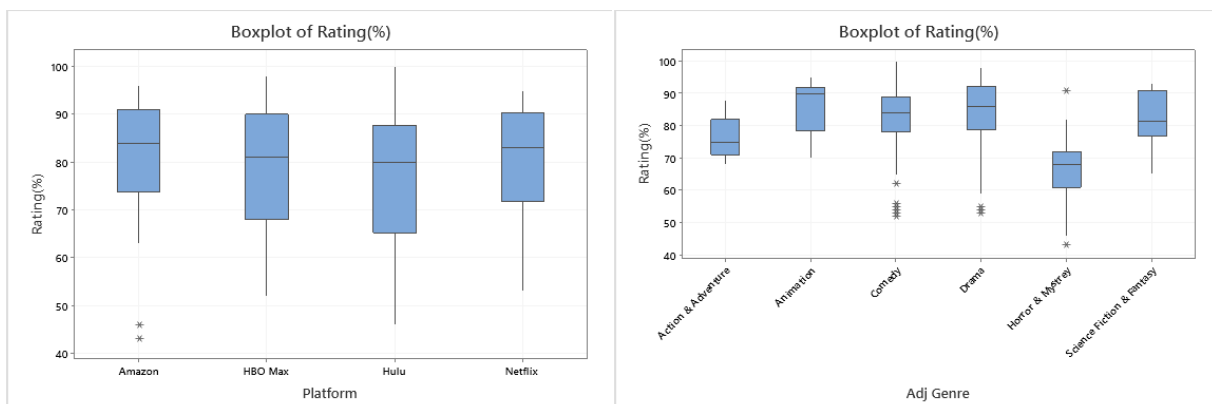 Boxplot of Rating(%)
Rating(%)
100
90
80
70
60
50
40
Amazon
HBO Max
Hulu
Netflix
Platform
Boxplot of Rating(%)
Rating(%)
100
90
80
70
60
50
40
Action & Adventure
Animation
Comedy
Drama
Horror & Mystrey
Science Fiction & Fantasy
Adj Genre